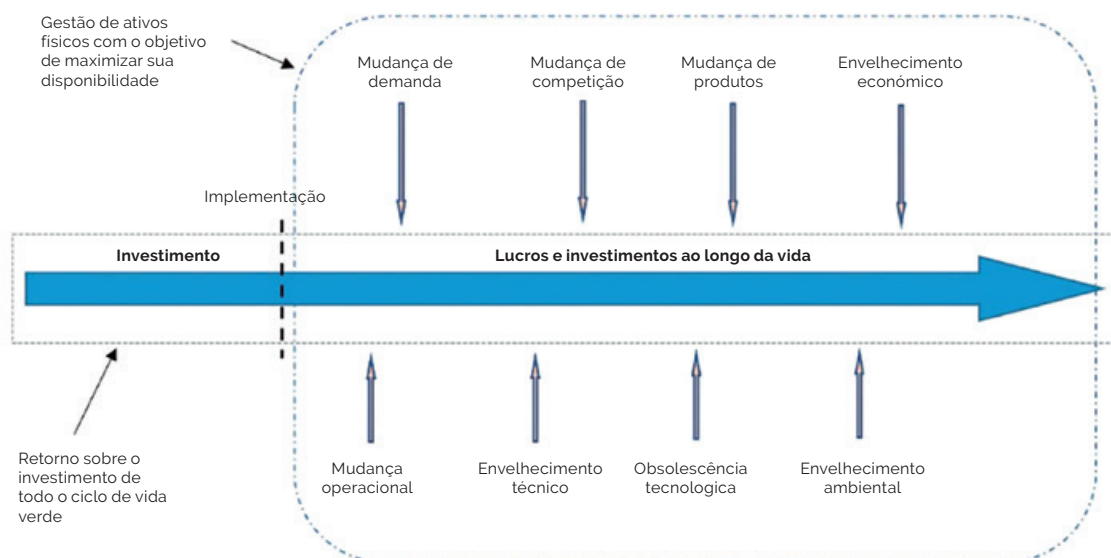 Gestão de ativos
físicos com o objetivo
de maximizar sua
disponibilidade
Mudança de
demanda
Mudança de
competição
Mudança de
produtos
Envelhecimento
económico
Implementação
Investimento
Lucros e investimentos ao longo da vida
Retorno sobre o
investimento de
todo o ciclo de vida
verde
Mudança
operacional
Envelhecimento
técnico
Obsolescência
tecnologica
Envelhecimento
ambiental